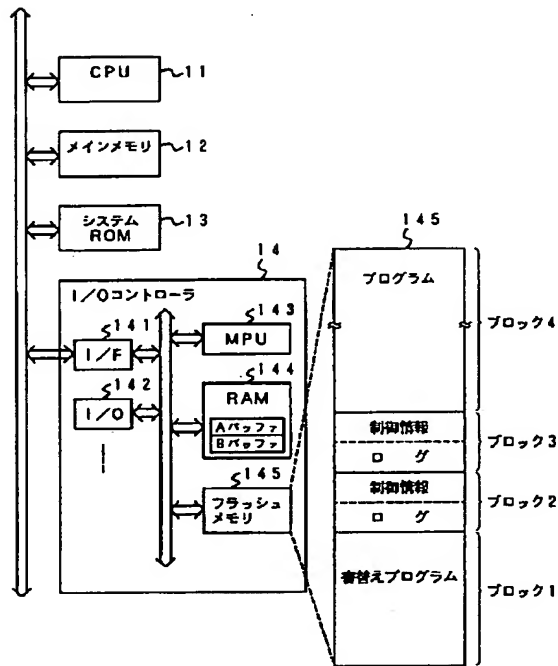 CPU
11
メインメモリ
12
システム
ROM
13
14
I/Oコントローラ
141
I/F
142
I/O
143
MPU
144
RAM
Aバッファ
Bバッファ
145
フラッシュ
メモリ
145
プログラム
ブロック4
制御情報
ログ
ブロック3
制御情報
ログ
ブロック2
書替えプログラム
ブロック1